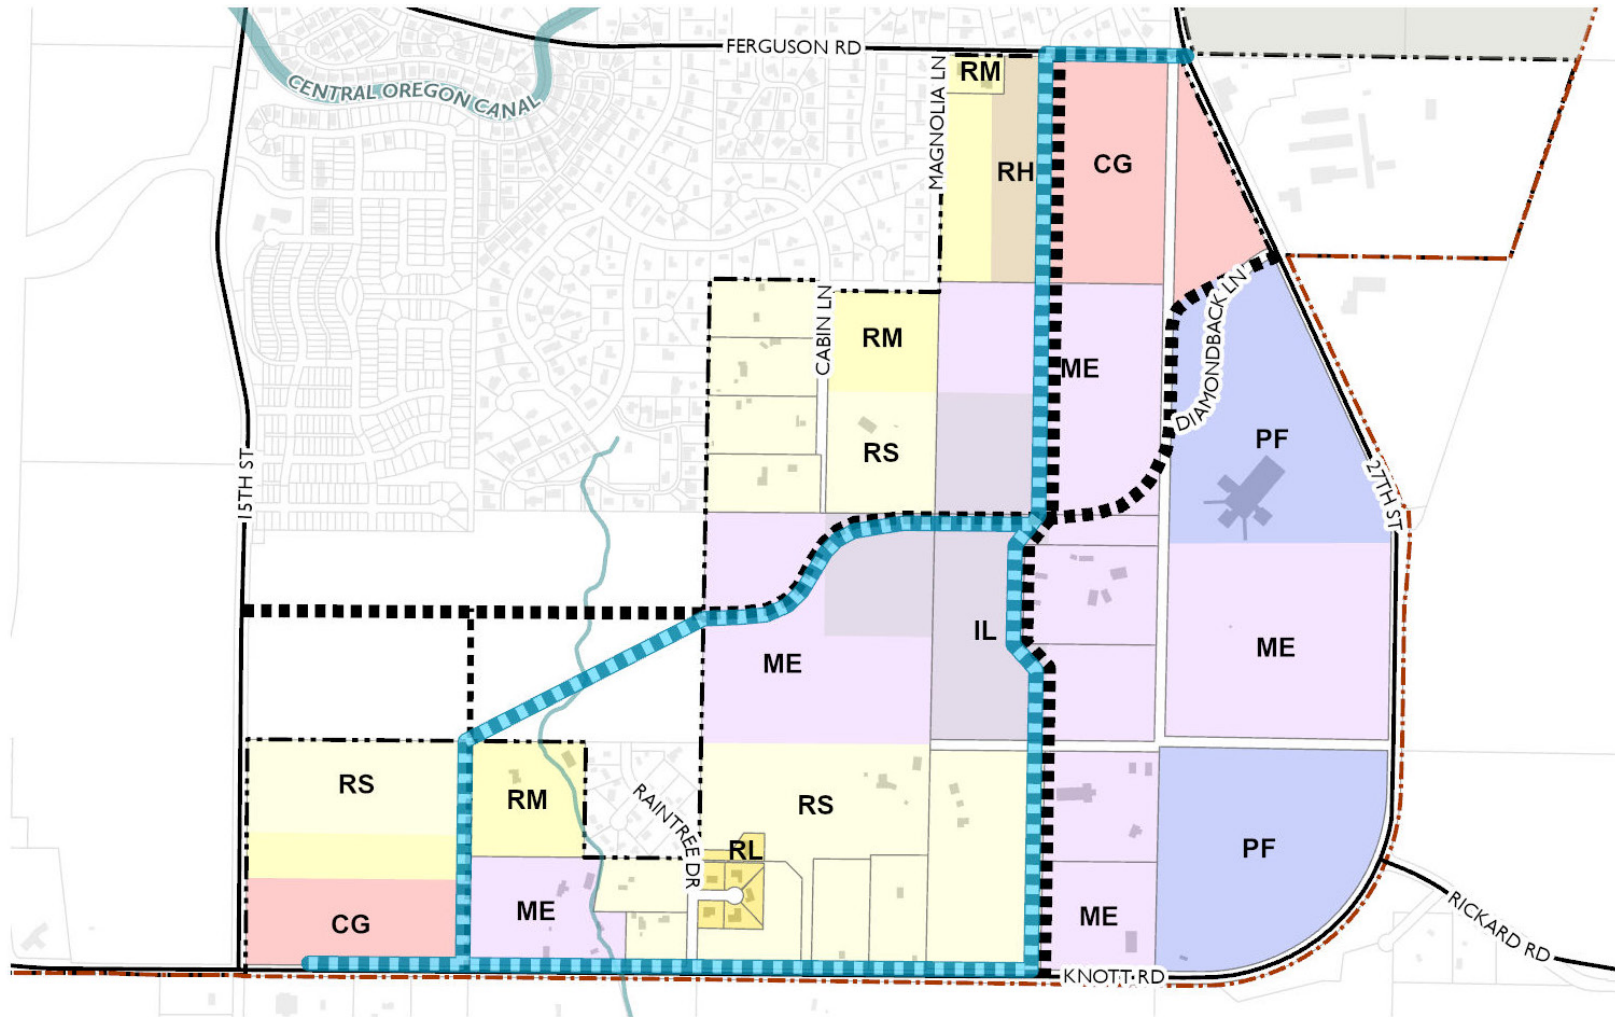 FERGUSON RD
RM
CENTRAL OREGON CANAL
MAGNOLIA LN
CG
RH
DIAMONDBACK LN
CABIN LN
RM
ME
PF
RS
15TH ST
27TH ST
IL
ME
ME
RS
RM
RAINTREE DR
RS
RL
PF
CG
ME
ME
RICKARD RD
KNOTT RD